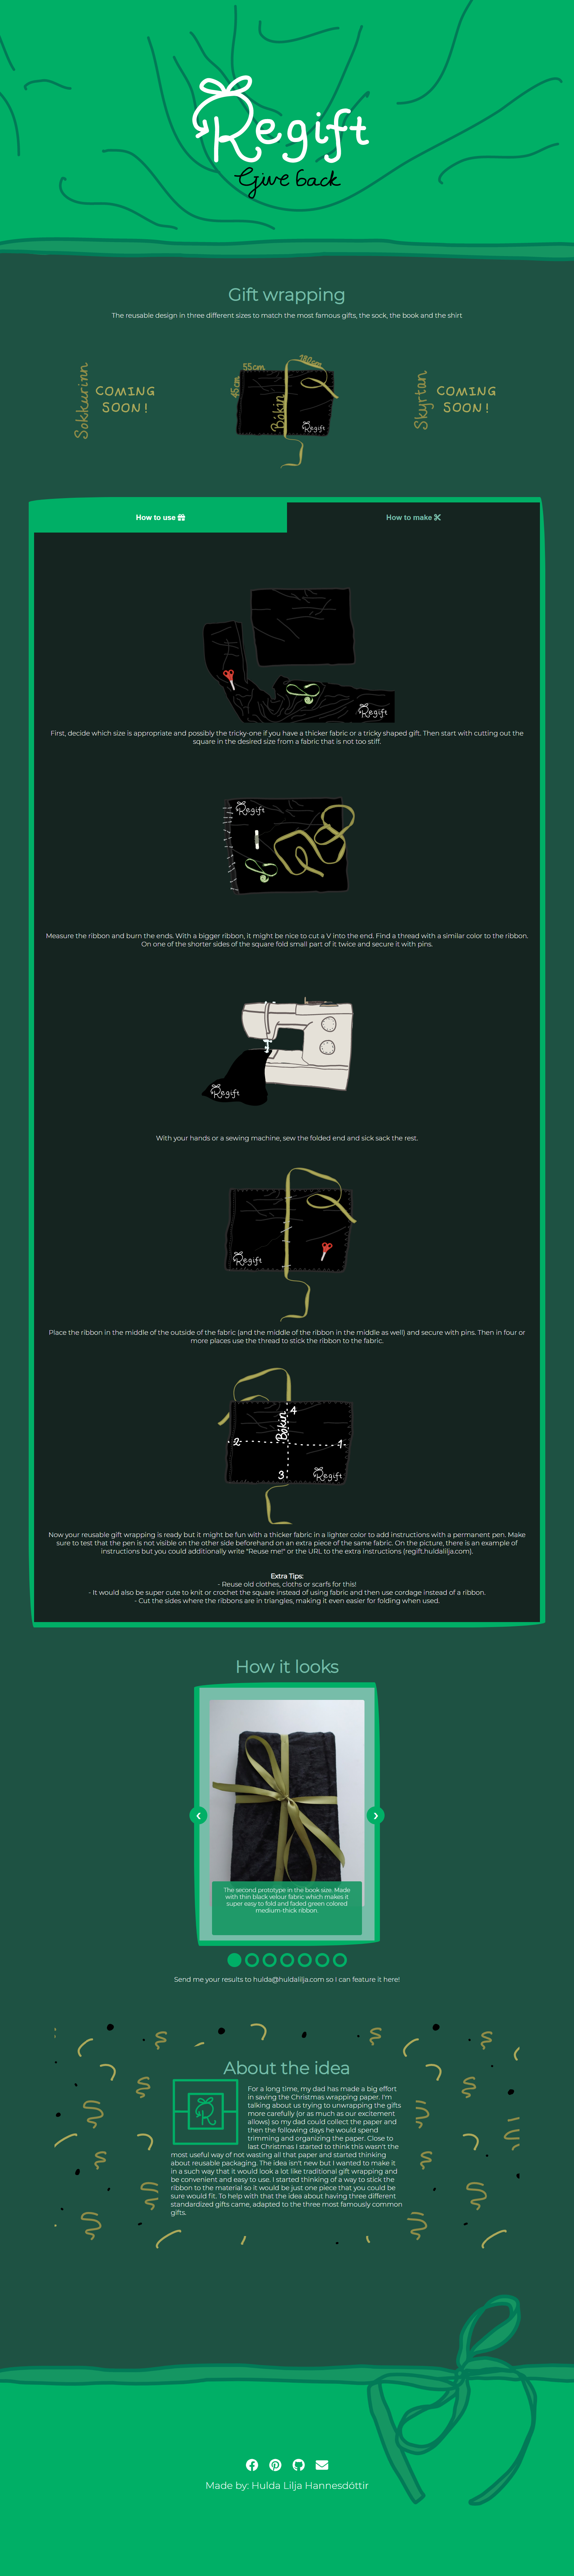 Regift
Give back
Gift wrapping
The reusable design in three different sizes to match the most famous gifts, the sock, the book and the shirt
Sokkurinn
COMING
SOON!
55cm
180cm
45cm
Bókin
Regift
Skyrtan
COMING
SOON!
How to use
How to make
Regift
First, decide which size is appropriate and possibly the tricky-one if you have a thicker fabric or a tricky shaped gift. Then start with cutting out the
square in the desired size from a fabric that is not too stiff.
Regift
Measure the ribbon and burn the ends. With a bigger ribbon, it might be nice to cut a V into the end. Find a thread with a similar color to the ribbon.
On one of the shorter sides of the square fold small part of it twice and secure it with pins.
Regift
With your hands or a sewing machine, sew the folded end and sick sack the rest.
Regift
Place the ribbon in the middle of the outside of the fabric (and the middle of the ribbon in the middle as well) and secure with pins. Then in four or
more places use the thread to stick the ribbon to the fabric.
Bókin
4
2
1
3
Regift
Now your reusable gift wrapping is ready but it might be fun with a thicker fabric in a lighter color to add instructions with a permanent pen. Make
sure to test that the pen is not visible on the other side beforehand on an extra piece of the same fabric. On the picture, there is an example of
instructions but you could additionally write "Reuse me!" or the URL to the extra instructions (regift.huldalilja.com).
Extra Tips:
- Reuse old clothes, cloths or scarfs for this!
- It would also be super cute to knit or crochet the square instead of using fabric and then use cordage instead of a ribbon.
- Cut the sides where the ribbons are in triangles, making it even easier for folding when used.
How it looks
The second prototype in the book size. Made
with thin black velour fabric which makes it
super easy to fold and faded green colored
medium-thick ribbon.
Send me your results to hulda@huldalilja.com so I can feature it here!
About the idea
R
For a long time, my dad has made a big effort
in saving the Christmas wrapping paper. I'm
talking about us trying to unwrapping the gifts
more carefully (or as much as our excitement
allows) so my dad could collect the paper and
then the following days he would spend
trimming and organizing the paper. Close to
last Christmas I started to think this wasn't the
most useful way of not wasting all that paper and started thinking
about reusable packaging. The idea isn't new but I wanted to make it
in a such way that it would look a lot like traditional gift wrapping and
be convenient and easy to use. I started thinking of a way to stick the
ribbon to the material so it would be just one piece that you could be
sure would fit. To help with that the idea about having three different
standardized gifts came, adapted to the three most famously common
gifts.
Made by: Hulda Lilja Hannesdóttir